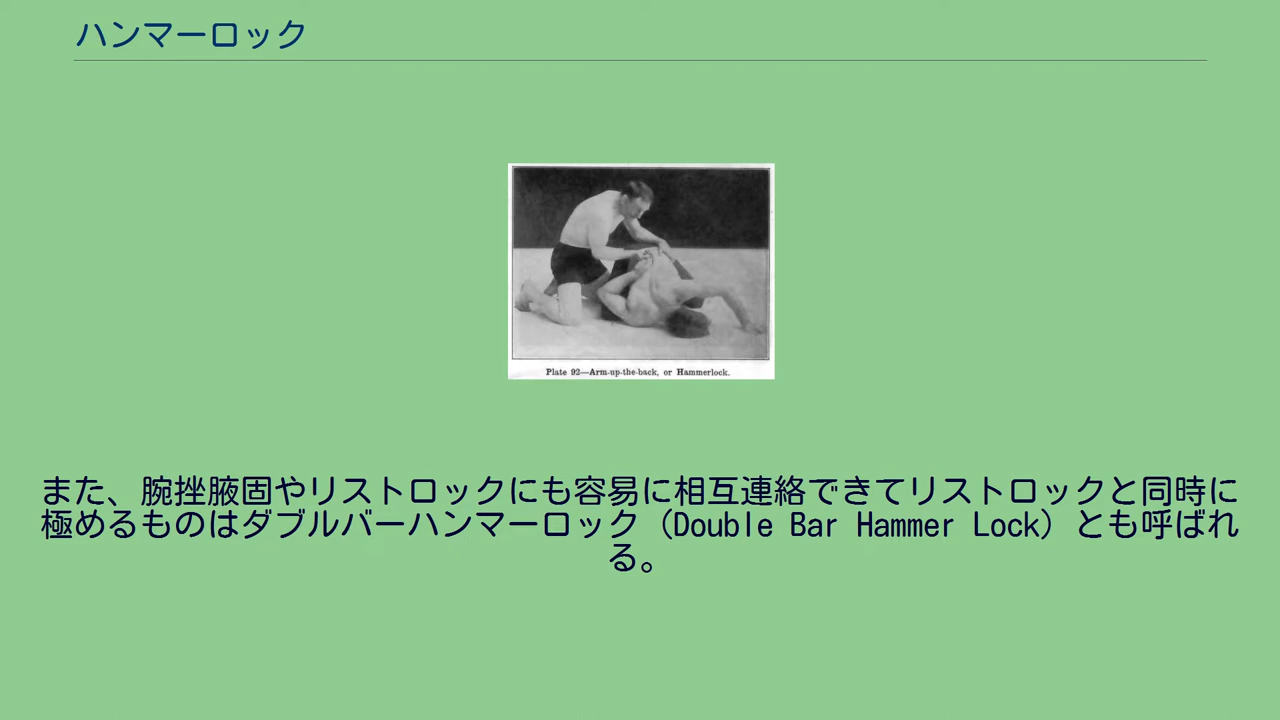 ハンマーロック
Plate 92—Arm-up-the-back, or Hammerlock.
また、腕挫腋固やリストロックにも容易に相互連絡できてリストロックと同時に
極めるものはダブルバーハンマーロック（Double Bar Hammer Lock）とも呼ばれ
る。